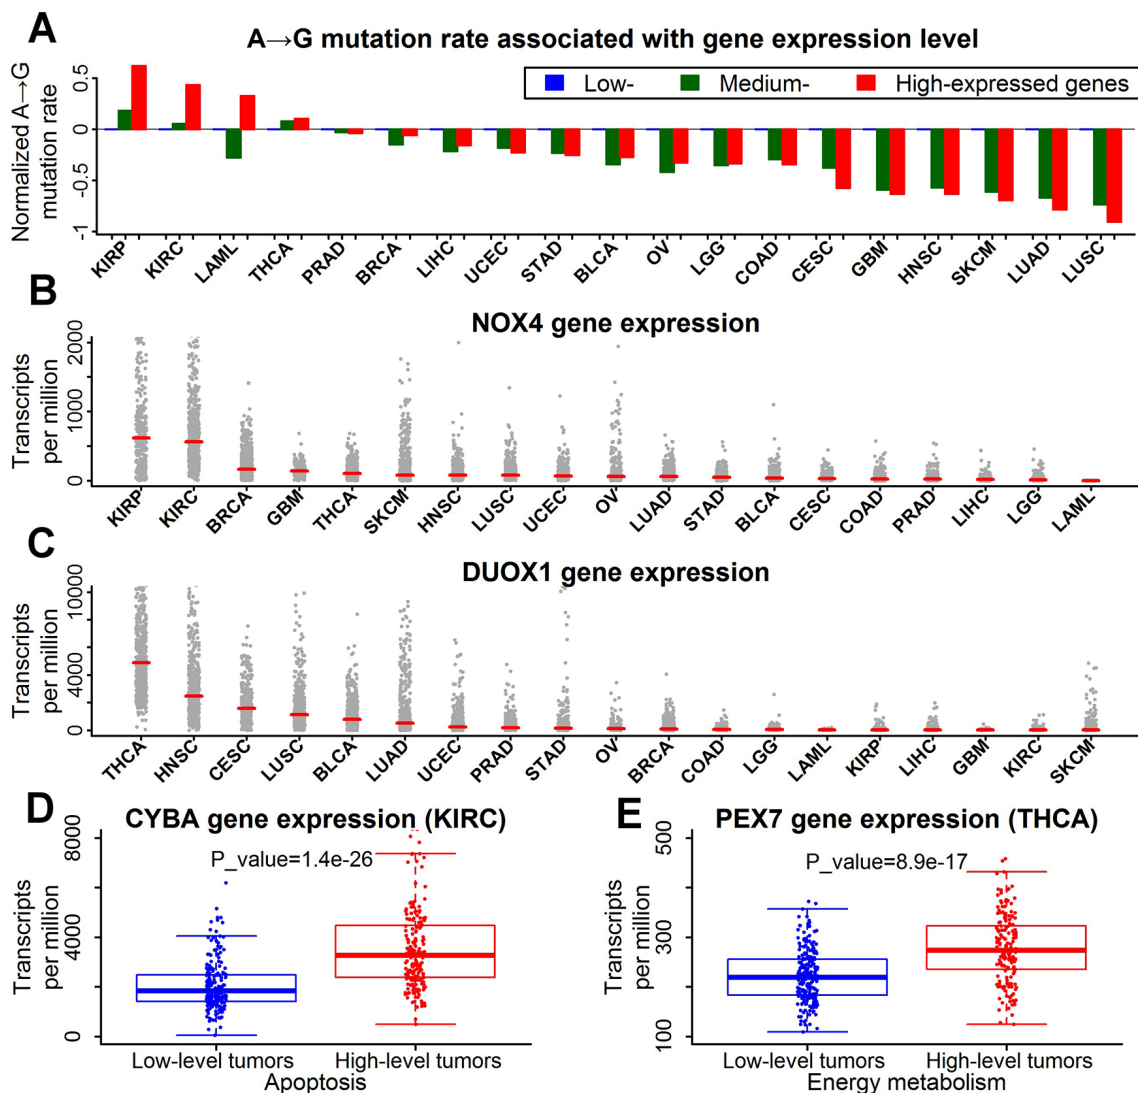 A
A→G mutation rate associated with gene expression level
Normalized A→G
mutation rate
0.5
0
-0.5
-1
Low- Medium- High-expressed genes
KIRP KIRC LAML THCA PRAD BRCA LIHC UCEC STAD BLCA OV LGG COAD CESC GBM HNSC SKCM LUAD LUSC
B
NOX4 gene expression
Transcripts
per million
2000
1000
0
KIRP KIRC BRCA GBM THCA SKCM HNSC LUSC UCEC OV LUAD STAD BLCA CESC COAD PRAD LIHC LGG LAML
C
DUOX1 gene expression
Transcripts
per million
10000
4000
0
THCA HNSC CESC LUSC BLCA LUAD UCEC PRAD STAD OV BRCA COAD LGG LAML KIRP LIHC GBM KIRC SKCM
D
CYBA gene expression (KIRC)
P_value=1.4e-26
Transcripts
per million
8000
4000
0
Low-level tumors High-level tumors
Apoptosis
E
PEX7 gene expression (THCA)
P_value=8.9e-17
Transcripts
per million
500
300
100
Low-level tumors High-level tumors
Energy metabolism